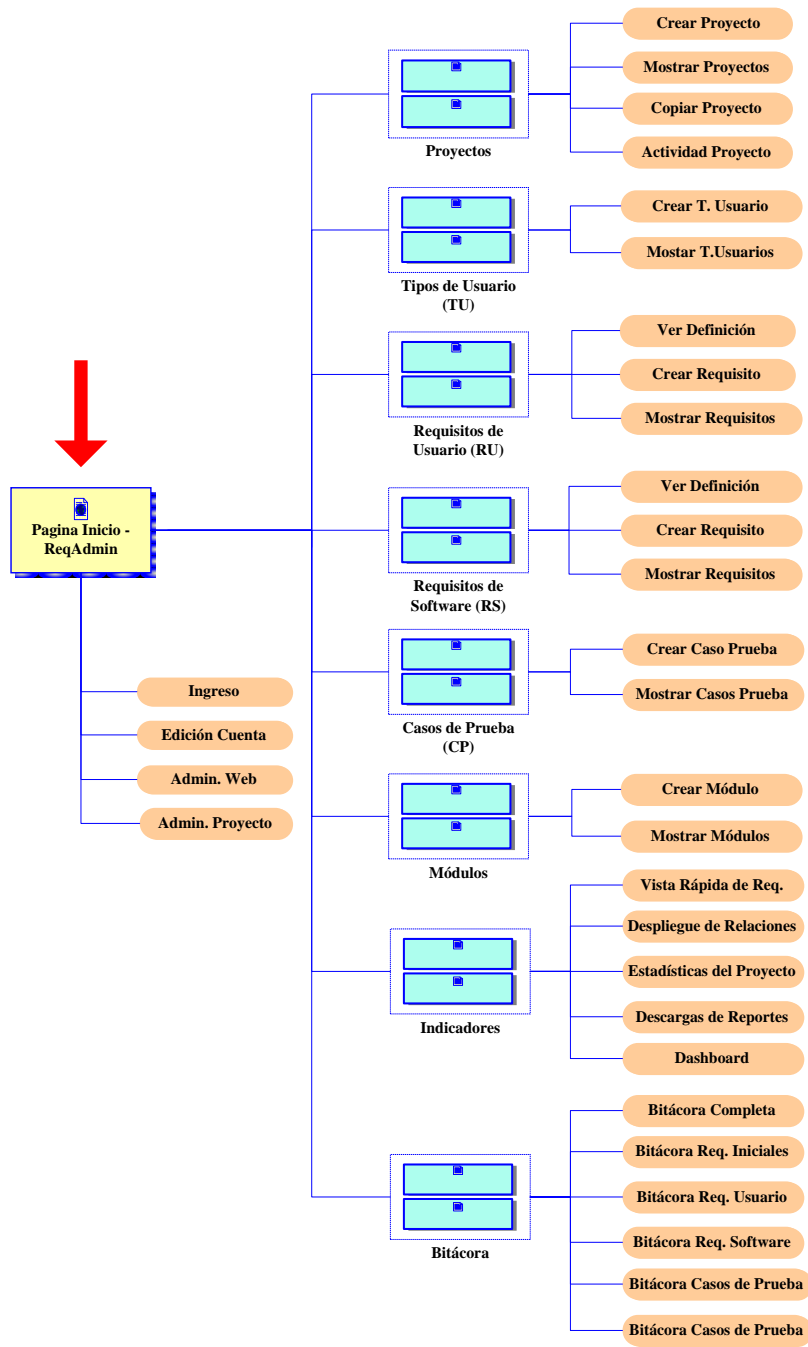 Crear Proyecto
Mostrar Proyectos
Copiar Proyecto
Actividad Proyecto
Proyectos
Crear T. Usuario
Mostar T.Usuarios
Tipos de Usuario
(TU)
Ver Definición
Crear Requisito
Mostrar Requisitos
Requisitos de
Usuario (RU)
Pagina Inicio -
ReqAdmin
Ver Definición
Crear Requisito
Mostrar Requisitos
Requisitos de
Software (RS)
Ingreso
Edición Cuenta
Admin. Web
Admin. Proyecto
Crear Caso Prueba
Mostrar Casos Prueba
Casos de Prueba
(CP)
Crear Módulo
Mostrar Módulos
Módulos
Vista Rápida de Req.
Despliegue de Relaciones
Estadísticas del Proyecto
Descargas de Reportes
Dashboard
Indicadores
Bitácora Completa
Bitácora Req. Iniciales
Bitácora Req. Usuario
Bitácora Req. Software
Bitácora Casos de Prueba
Bitácora Casos de Prueba
Bitácora